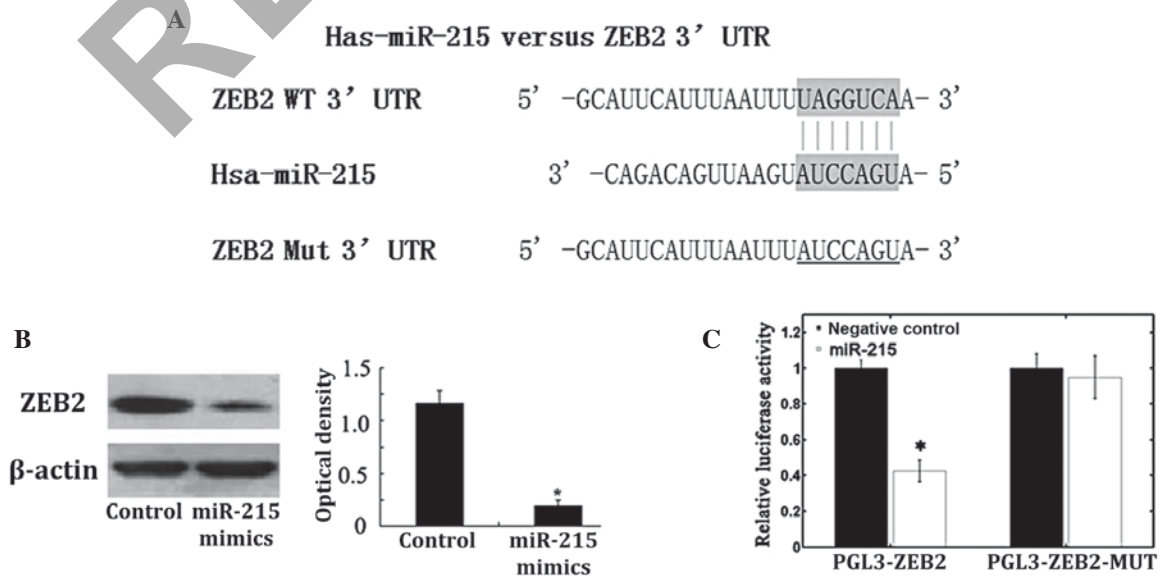 A
Has-miR-215 versus ZEB2 3′ UTR
ZEB2 WT 3′ UTR 5′ -GCAUUCAUUUAAUUUUAGGUCAA- 3′
Hsa-miR-215 3′ -CAGACAGUUAAGUAUCCAGUA- 5′
ZEB2 Mut 3′ UTR 5′ -GCAUUCAUUUAAUUUAUCCAGUA- 3′
B
ZEB2
β-actin
Control miR-215
mimics
Optical density
1.5
1.0
0.5
0
*
Control miR-215
mimics
C
Relative luciferase activity
1.2
1
0.8
0.6
0.4
0.2
0
* Negative control
miR-215
*
PGL3-ZEB2 PGL3-ZEB2-MUT